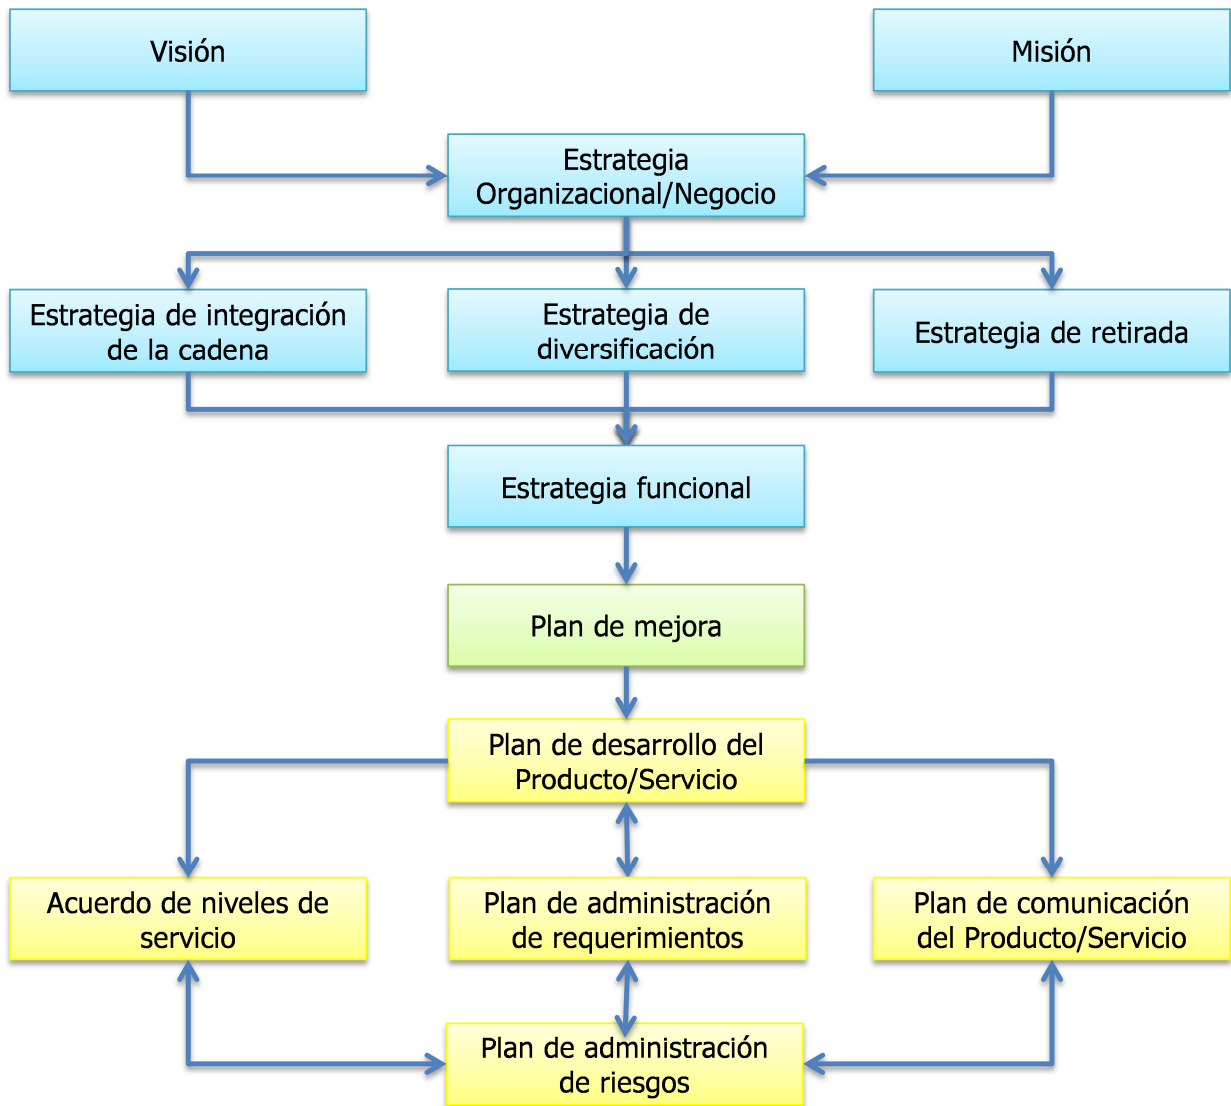 Visión
Misión
Estrategia
Organizacional/Negocio
Estrategia de integración
de la cadena
Estrategia de
diversificación
Estrategia de retirada
Estrategia funcional
Plan de mejora
Plan de desarrollo del
Producto/Servicio
Acuerdo de niveles de
servicio
Plan de administración
de requerimientos
Plan de comunicación
del Producto/Servicio
Plan de administración
de riesgos